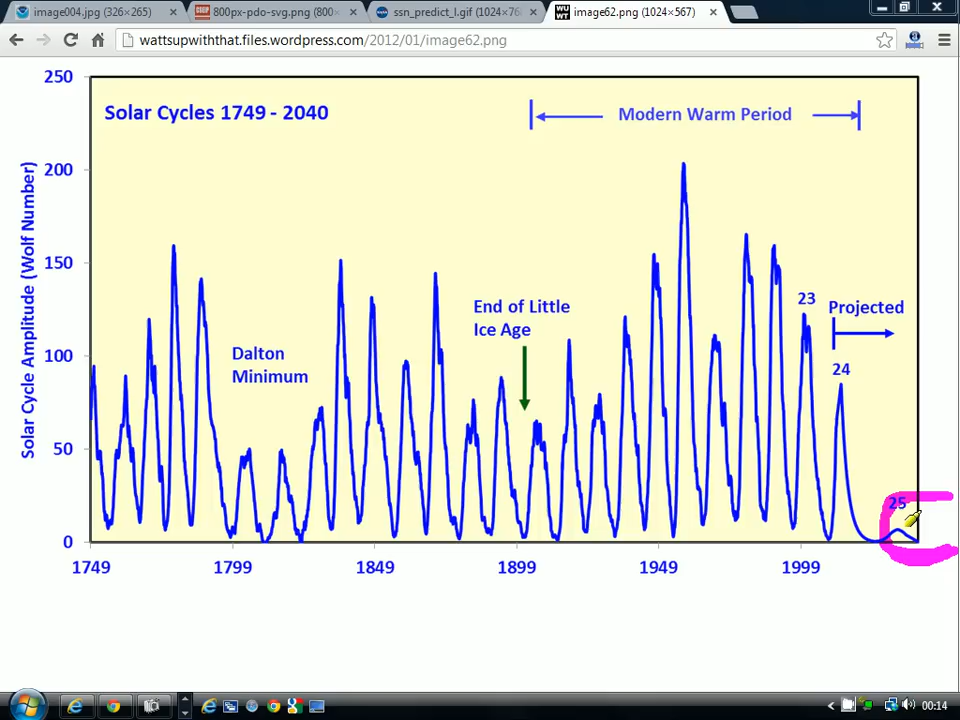 image004.jpg (326×265)
800px-pdo-svg.png (800×
ssn_predict_l.gif (1024×76
image62.png (1024×567)
wattsupwiththat.files.wordpress.com/2012/01/image62.png
250
Solar Cycles 1749 - 2040
Modern Warm Period
200
150
100
50
0
Solar Cycle Amplitude (Wolf Number)
Dalton
Minimum
End of Little
Ice Age
23
Projected
24
25
1749
1799
1849
1899
1949
1999
00:14